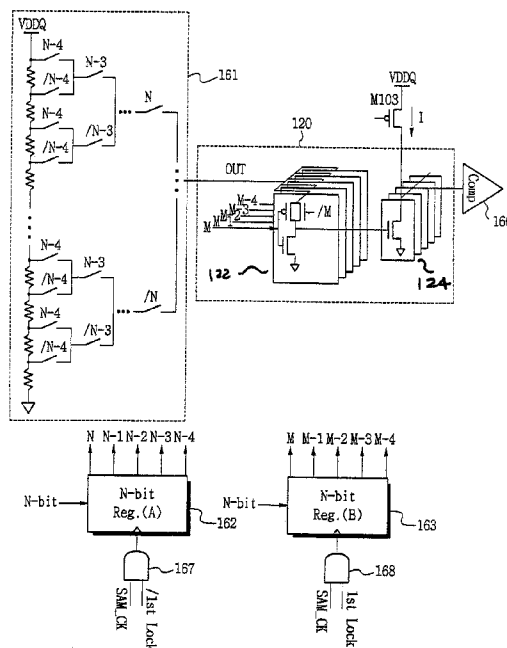 VDDQ
N-4
N-3
/N-4
N-4
/N-3
/N-4
N
161
N-4
N-3
/N-4
N-4
/N-3
/N-4
/N
VDDQ
M103
I
120
OUT
M-4
M-3
M-2
M
/M
122
124
Comp
N N-1 N-2 N-3 N-4
N-bit
N-bit
Reg.(A)
162
167
SAM_CK
/1st Lock
M M-1 M-2 M-3 M-4
N-bit
N-bit
Reg.(B)
163
168
SAM_CK
1st Lock